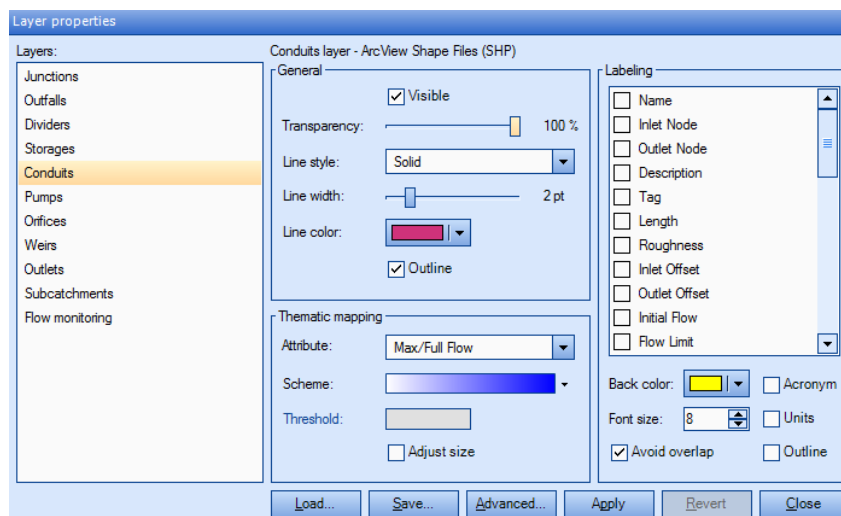 Layer properties
Layers:
Junctions
Outfalls
Dividers
Storages
Conduits
Pumps
Orifices
Weirs
Outlets
Subcatchments
Flow monitoring
Conduits layer - ArcView Shape Files (SHP)
General
Visible
Transparency: 100 %
Line style: Solid
Line width: 2 pt
Line color:
Outline
Thematic mapping
Attribute: Max/Full Flow
Scheme:
Threshold:
Adjust size
Labeling
Name
Inlet Node
Outlet Node
Description
Tag
Length
Roughness
Inlet Offset
Outlet Offset
Initial Flow
Flow Limit
Back color: Acronym
Font size: 8 Units
Avoid overlap Outline
Load... Save... Advanced... Apply Revert Close